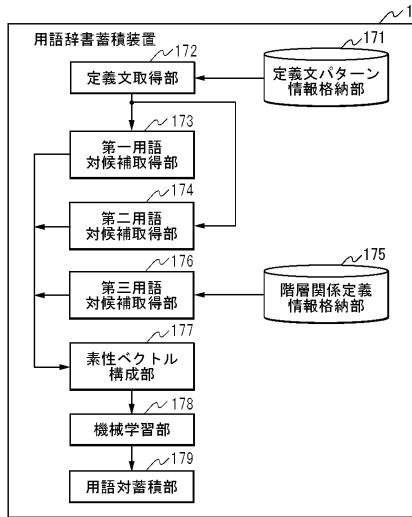 1
用語辞書蓄積装置
172
定義文取得部
171
定義文パターン
情報格納部
173
第一用語
対候補取得部
174
第二用語
対候補取得部
176
第三用語
対候補取得部
175
階層関係定義
情報格納部
177
素性ベクトル
構成部
178
機械学習部
179
用語対蓄積部